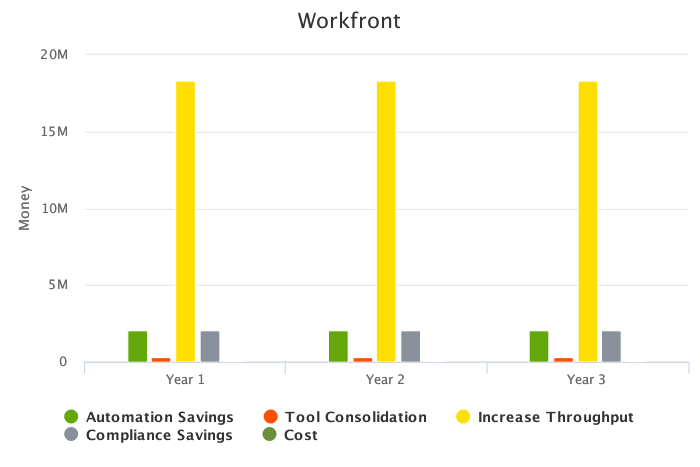 Workfront
20M
15M
10M
5M
0
Money
Year 1 Year 2 Year 3
Automation Savings Tool Consolidation Increase Throughput
Compliance Savings Cost